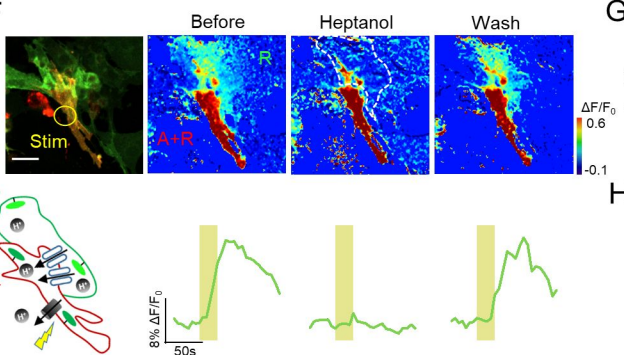 Before Heptanol Wash G
R
Stim
A+R
ΔF/F₀
0.6
-0.1
H
H⁺
H⁺
H⁺
H⁺
8% ΔF/F₀
50s